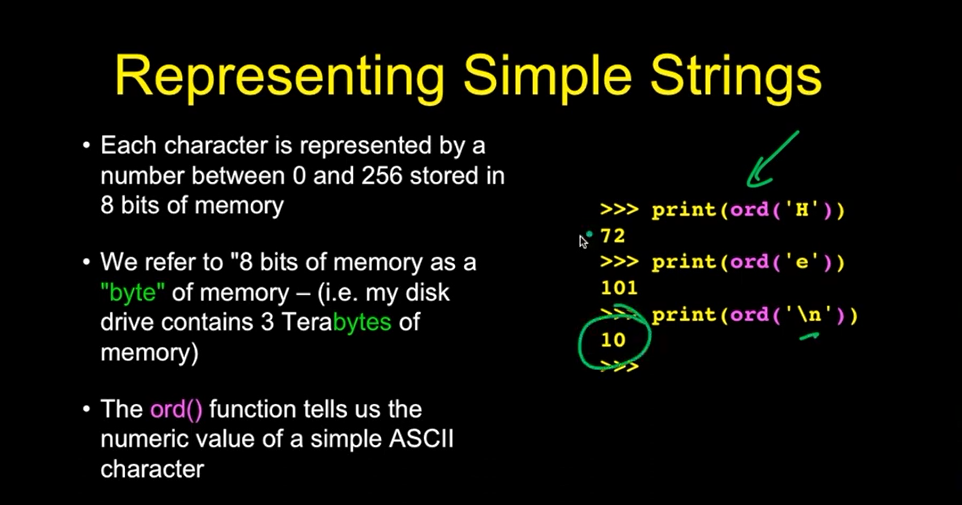 Representing Simple Strings
• Each character is represented by a
number between 0 and 256 stored in
8 bits of memory
• We refer to "8 bits of memory as a
"byte" of memory – (i.e. my disk
drive contains 3 Terabytes of
memory)
• The ord() function tells us the
numeric value of a simple ASCII
character
>>> print(ord('H'))
72
>>> print(ord('e'))
101
>>> print(ord('\n'))
10
>>>